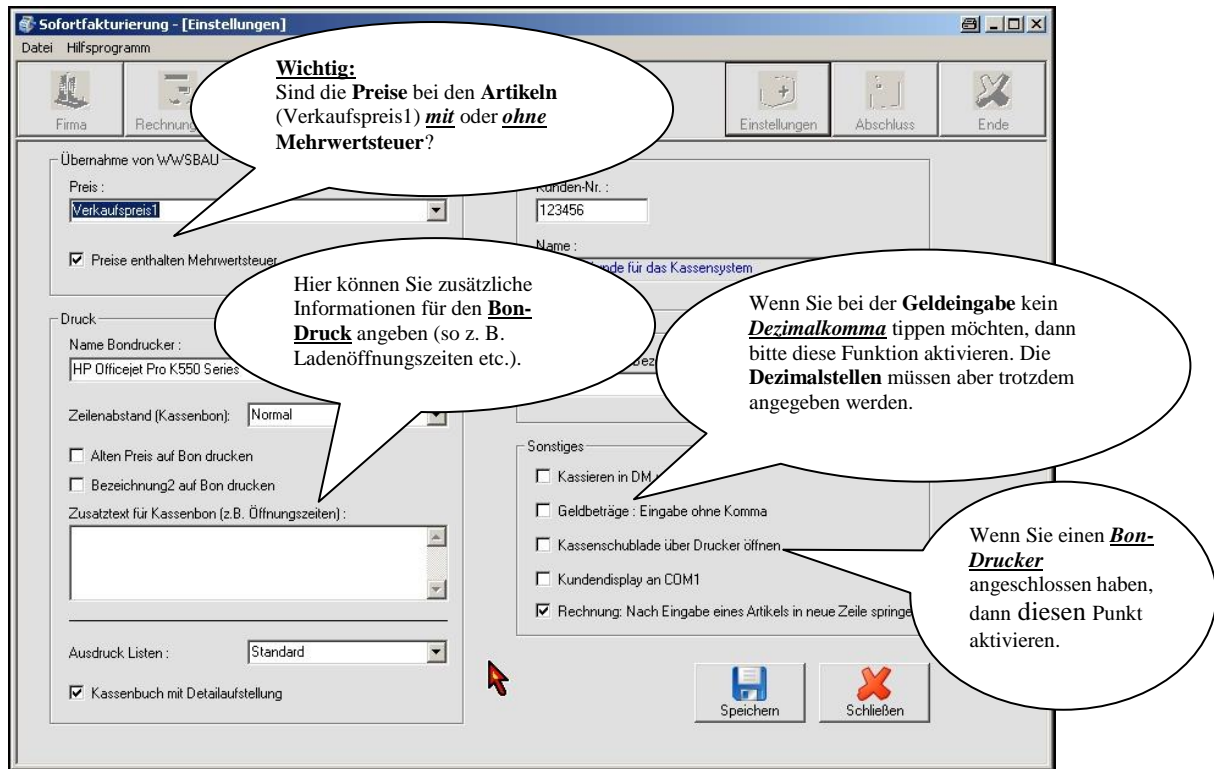 Sofortfakturierung - [Einstellungen]
Datei Hilfsprogramm
Firma
Einstellungen
Abschluss
Ende
Wichtig:
Sind die Preise bei den Artikeln
(Verkaufspreis1) mit oder ohne
Mehrwertsteuer?
Übernahme von WWSBAU
Preis :
Verkaufspreis1
Preise enthalten Mehrwertsteuer
Kunden-Nr. :
123456
Name :
für das Kassensystem
Hier können Sie zusätzliche
Informationen für den Bon-
Druck angeben (so z. B.
Ladenöffnungszeiten etc.).
Wenn Sie bei der Geldeingabe kein
Dezimalkomma tippen möchten, dann
bitte diese Funktion aktivieren. Die
Dezimalstellen müssen aber trotzdem
angegeben werden.
Druck
Name Bondrucker :
HP Officejet Pro K550 Series
Zeilenabstand (Kassenbon):
Normal
Alten Preis auf Bon drucken
Bezeichnung2 auf Bon drucken
Zusatztext für Kassenbon (z.B. Öffnungszeiten) :
Ausdruck Listen :
Standard
Kassenbuch mit Detailaufstellung
Sonstiges
Kassieren in DM
Geldbeträge : Eingabe ohne Komma
Kassenschublade über Drucker öffnen
Kundendisplay an COM1
Rechnung: Nach Eingabe eines Artikels in neue Zeile springe
Wenn Sie einen Bon-
Drucker
angeschlossen haben,
dann diesen Punkt
aktivieren.
Speichern
Schließen